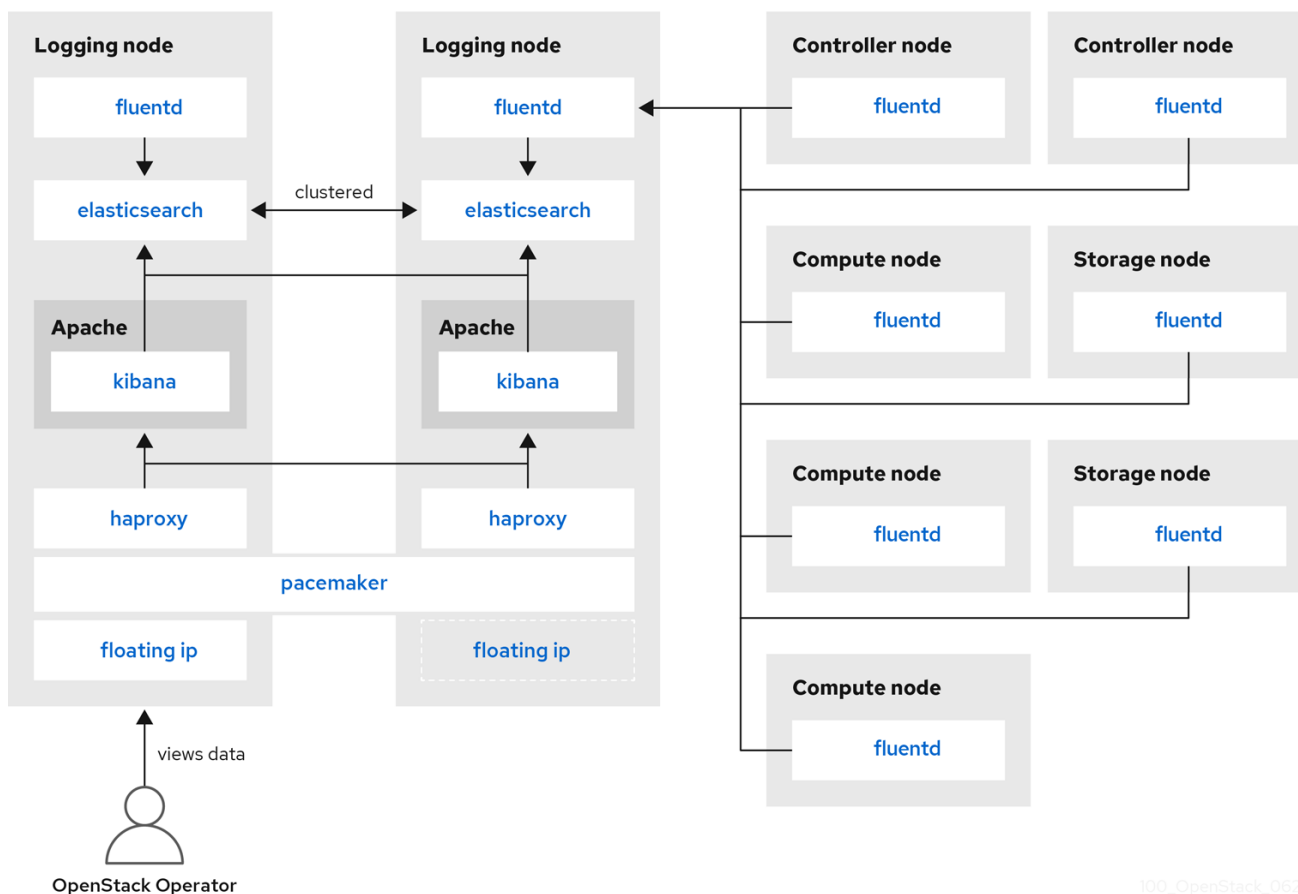 Logging node
fluentd
elasticsearch
Apache
kibana
haproxy
clustered
Logging node
fluentd
elasticsearch
Apache
kibana
haproxy
pacemaker
floating ip
floating ip
views data
OpenStack Operator
Controller node
fluentd
Controller node
fluentd
Compute node
fluentd
Storage node
fluentd
Compute node
fluentd
Storage node
fluentd
Compute node
fluentd
100_OpenStack_062